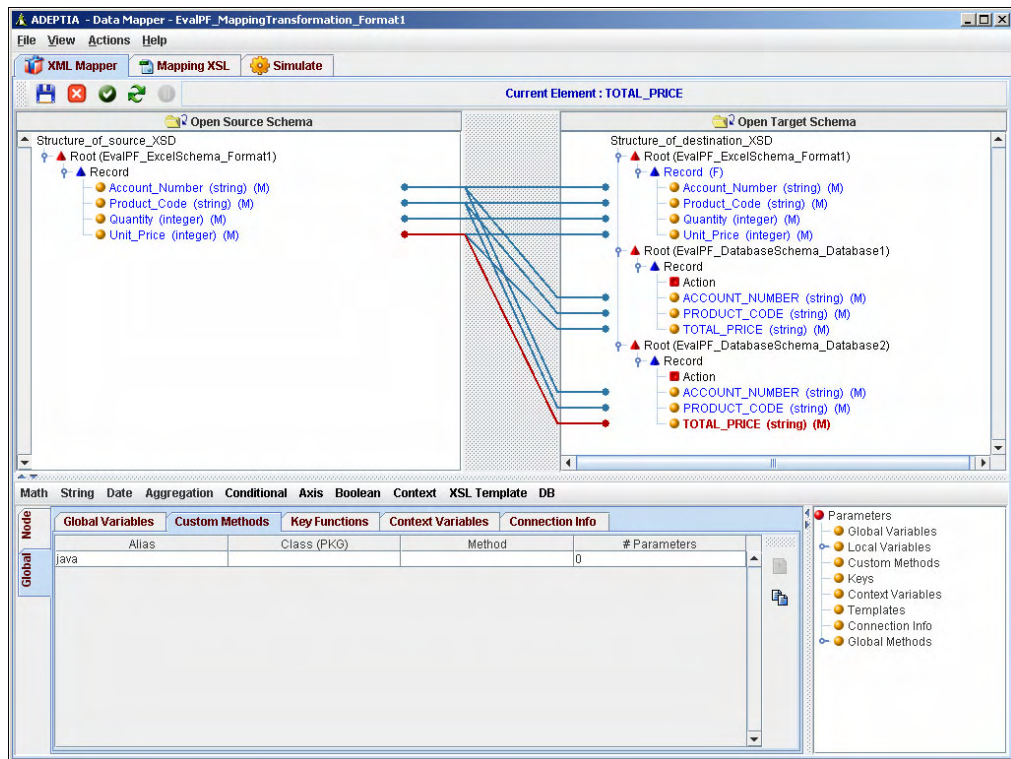 ADEPTIA - Data Mapper - EvalPF_MappingTransformation_Format1
File View Actions Help
XML Mapper Mapping XSL Simulate
Current Element : TOTAL_PRICE
Open Source Schema
Structure_of_source_XSD
Root (EvalPF_ExcelSchema_Format1)
Record
Account_Number (string) (M)
Product_Code (string) (M)
Quantity (integer) (M)
Unit_Price (integer) (M)
Open Target Schema
Structure_of_destination_XSD
Root (EvalPF_ExcelSchema_Format1)
Record (F)
Account_Number (string) (M)
Product_Code (string) (M)
Quantity (integer) (M)
Unit_Price (integer) (M)
Root (EvalPF_DatabaseSchema_Database1)
Record
Action
ACCOUNT_NUMBER (string) (M)
PRODUCT_CODE (string) (M)
TOTAL_PRICE (string) (M)
Root (EvalPF_DatabaseSchema_Database2)
Record
Action
ACCOUNT_NUMBER (string) (M)
PRODUCT_CODE (string) (M)
TOTAL_PRICE (string) (M)
Math String Date Aggregation Conditional Axis Boolean Context XSL Template DB
Node
Global
Global Variables Custom Methods Key Functions Context Variables Connection Info
Alias Class (PKG) Method # Parameters
java 0
Parameters
Global Variables
Local Variables
Custom Methods
Keys
Context Variables
Templates
Connection Info
Global Methods